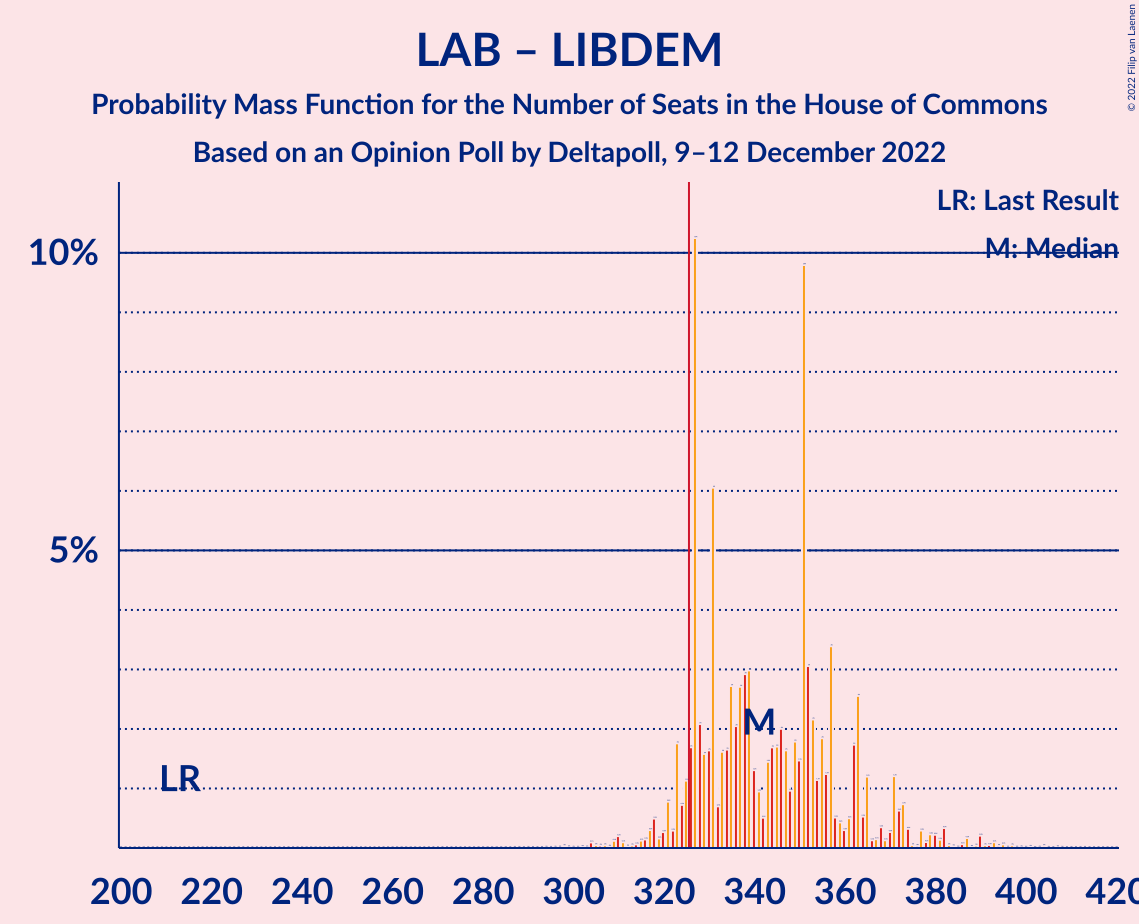 LAB – LIBDEM
Probability Mass Function for the Number of Seats in the House of Commons
Based on an Opinion Poll by Deltapoll, 9–12 December 2022
© 2022 Filip van Laenen
LR: Last Result
M: Median
10%
5%
M
LR
200 220 240 260 280 300 320 340 360 380 400 420